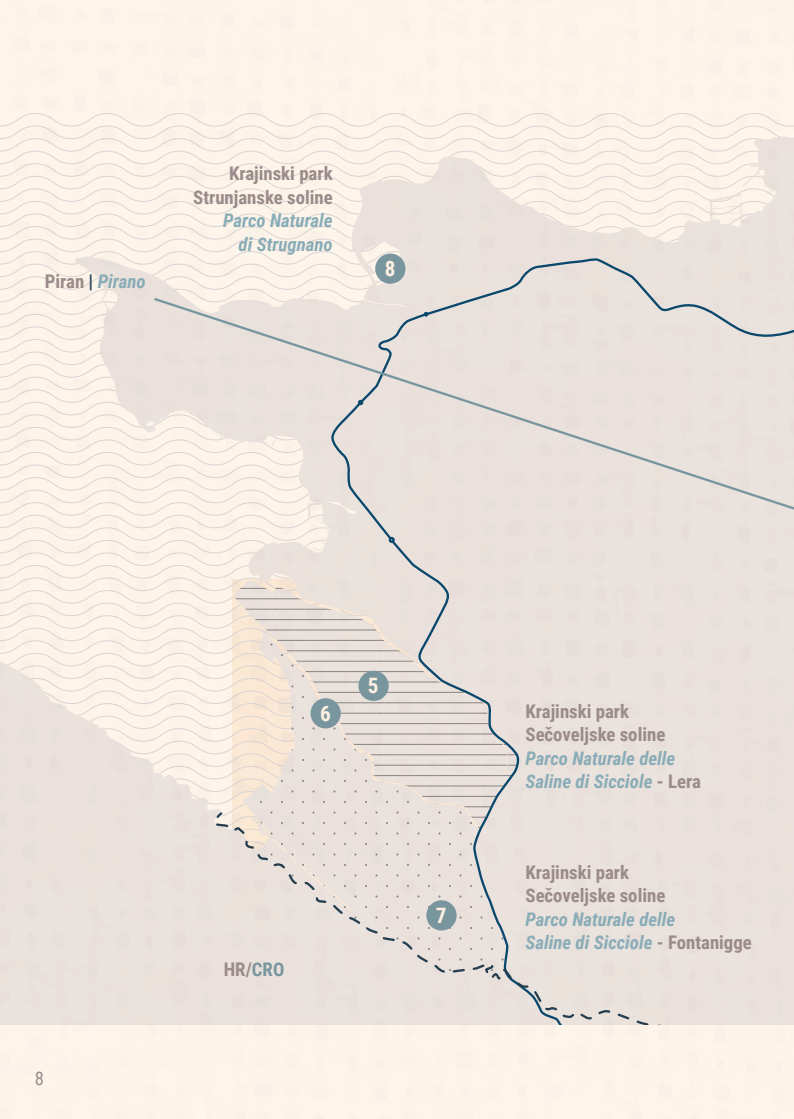 Krajinski park
Strunjanske soline
Parco Naturale
di Strugnano
8
Piran | Pirano
5
6
Krajinski park
Sečoveljske soline
Parco Naturale delle
Saline di Sicciole - Lera
Krajinski park
Sečoveljske soline
Parco Naturale delle
Saline di Sicciole - Fontanigge
7
HR/CRO
8